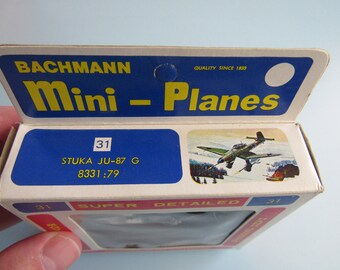 BACHMANN
QUALITY SINCE 1833
mini - Planes
31
STUKA JU-87 G
8331:79
31 SUPER DETAILED 31